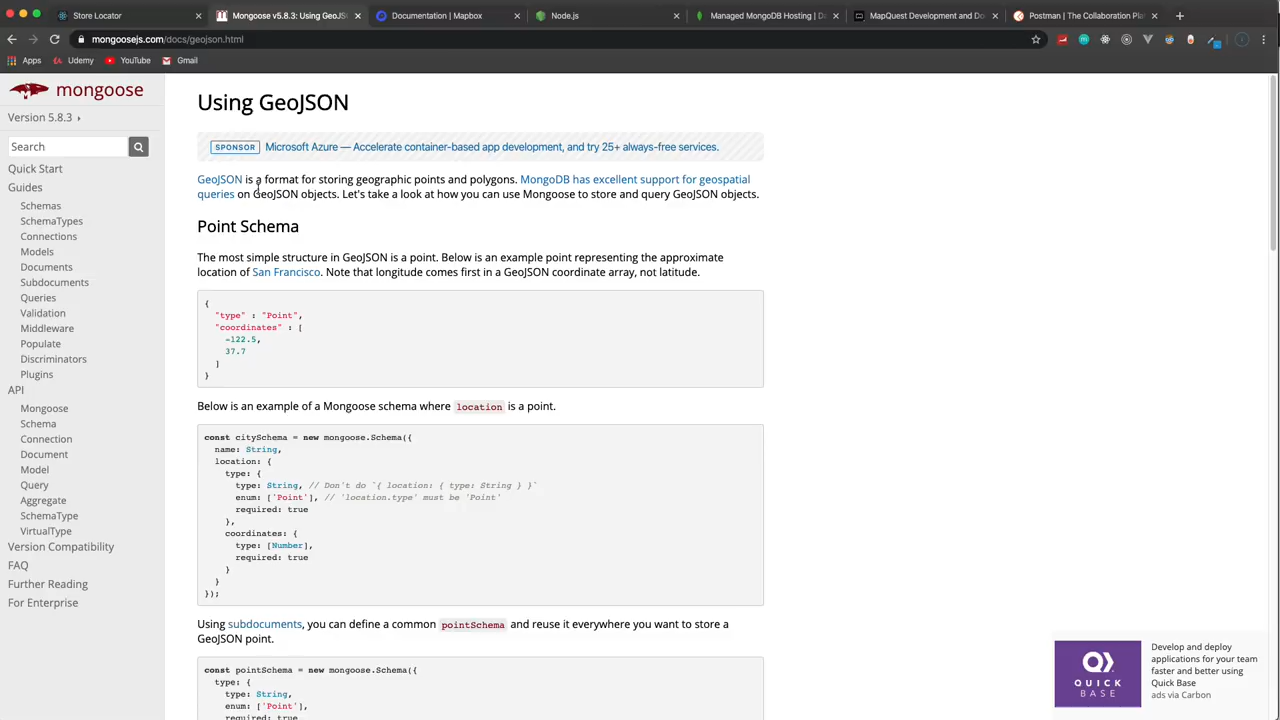 Store Locator
Mongoose v5.8.3: Using GeoJS
Documentation | Mapbox
Node.js
Managed MongoDB Hosting | D
MapQuest Development and Do
Postman | The Collaboration Pla
mongoosejs.com/docs/geojson.html
Apps
Udemy
YouTube
Gmail
mongoose
Version 5.8.3
Search
Quick Start
Guides
Schemas
SchemaTypes
Connections
Models
Documents
Subdocuments
Queries
Validation
Middleware
Populate
Discriminators
Plugins
API
Mongoose
Schema
Connection
Document
Model
Query
Aggregate
SchemaType
VirtualType
Version Compatibility
FAQ
Further Reading
For Enterprise
Using GeoJSON
SPONSOR Microsoft Azure — Accelerate container-based app development, and try 25+ always-free services.
GeoJSON is a format for storing geographic points and polygons. MongoDB has excellent support for geospatial
queries on GeoJSON objects. Let's take a look at how you can use Mongoose to store and query GeoJSON objects.
Point Schema
The most simple structure in GeoJSON is a point. Below is an example point representing the approximate
location of San Francisco. Note that longitude comes first in a GeoJSON coordinate array, not latitude.
{
"type" : "Point",
"coordinates" : [
-122.5,
37.7
]
}
Below is an example of a Mongoose schema where location is a point.
const citySchema = new mongoose.Schema({
name: String,
location: {
type: {
type: String, // Don't do `{ location: { type: String } }`
enum: ['Point'], // 'location.type' must be 'Point'
required: true
},
coordinates: {
type: [Number],
required: true
}
}
});
Using subdocuments, you can define a common pointSchema and reuse it everywhere you want to store a
GeoJSON point.
const pointSchema = new mongoose.Schema({
type: {
type: String,
enum: ['Point'],
required: true
QUICK
BASE
Develop and deploy
applications for your team
faster and better using
Quick Base
ads via Carbon